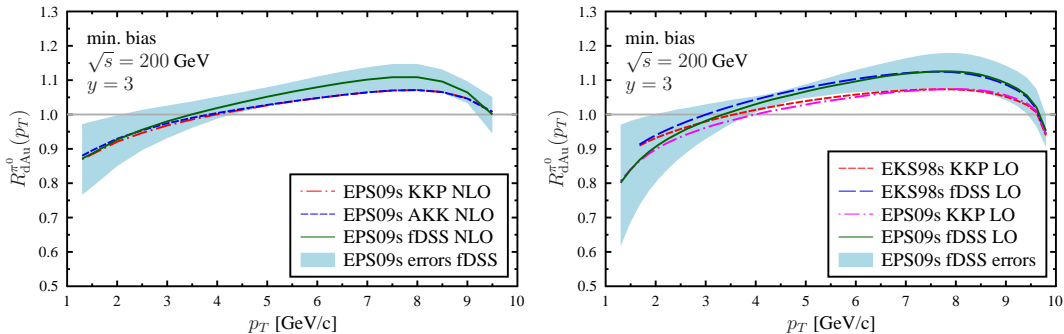 min. bias
√s = 200 GeV
y = 3
R^{π^0}_{dAu}(p_T)
1.3
1.2
1.1
1.0
0.9
0.8
0.7
0.6
0.5
EPS09s KKP NLO
EPS09s AKK NLO
EPS09s fDSS NLO
EPS09s errors fDSS
1 2 3 4 5 6 7 8 9 10
p_T [GeV/c]
min. bias
√s = 200 GeV
y = 3
R^{π^0}_{dAu}(p_T)
1.3
1.2
1.1
1.0
0.9
0.8
0.7
0.6
0.5
EKS98s KKP LO
EKS98s fDSS LO
EPS09s KKP LO
EPS09s fDSS LO
EPS09s fDSS errors
1 2 3 4 5 6 7 8 9 10
p_T [GeV/c]